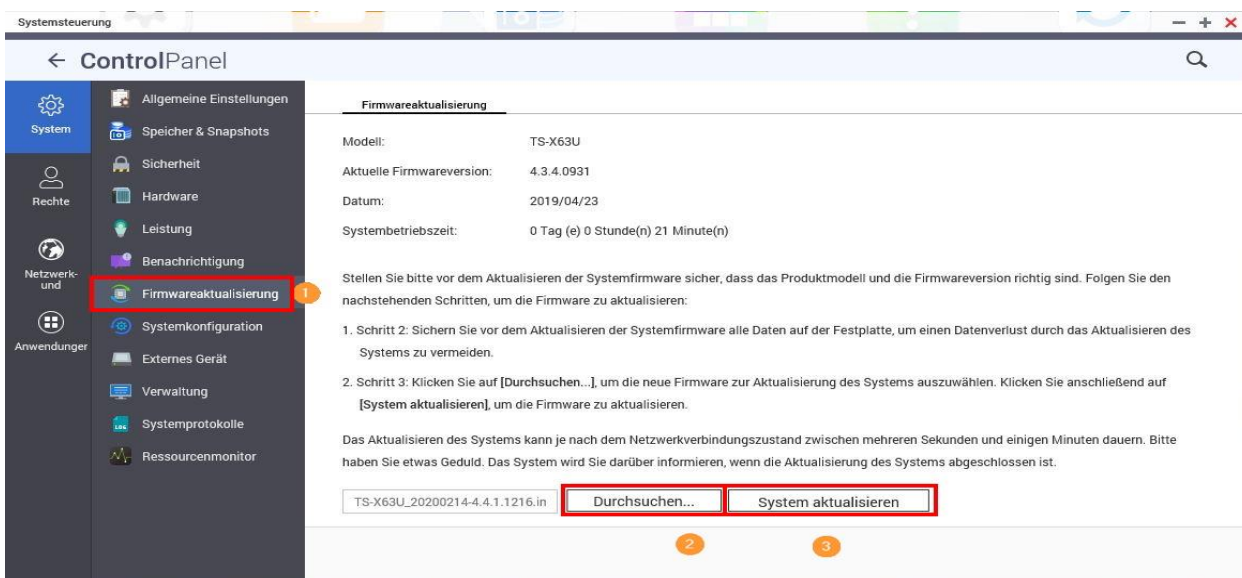 Systemsteuerung
ControlPanel
System
Rechte
Netzwerk-
und
Anwendunger
Allgemeine Einstellungen
Speicher & Snapshots
Sicherheit
Hardware
Leistung
Benachrichtigung
Firmwareaktualisierung
1
Systemkonfiguration
Externes Gerät
Verwaltung
Systemprotokolle
Ressourcenmonitor
Firmwareaktualisierung
Modell: TS-X63U
Aktuelle Firmwareversion: 4.3.4.0931
Datum: 2019/04/23
Systembetriebszeit: 0 Tag (e) 0 Stunde(n) 21 Minute(n)
Stellen Sie bitte vor dem Aktualisieren der Systemfirmware sicher, dass das Produktmodell und die Firmwareversion richtig sind. Folgen Sie den
nachstehenden Schritten, um die Firmware zu aktualisieren:
1. Schritt 2: Sichern Sie vor dem Aktualisieren der Systemfirmware alle Daten auf der Festplatte, um einen Datenverlust durch das Aktualisieren des
Systems zu vermeiden.
2. Schritt 3: Klicken Sie auf [Durchsuchen...], um die neue Firmware zur Aktualisierung des Systems auszuwählen. Klicken Sie anschließend auf
[System aktualisieren], um die Firmware zu aktualisieren.
Das Aktualisieren des Systems kann je nach dem Netzwerkverbindungszustand zwischen mehreren Sekunden und einigen Minuten dauern. Bitte
haben Sie etwas Geduld. Das System wird Sie darüber informieren, wenn die Aktualisierung des Systems abgeschlossen ist.
TS-X63U_20200214-4.4.1.1216.in Durchsuchen... System aktualisieren
2 3